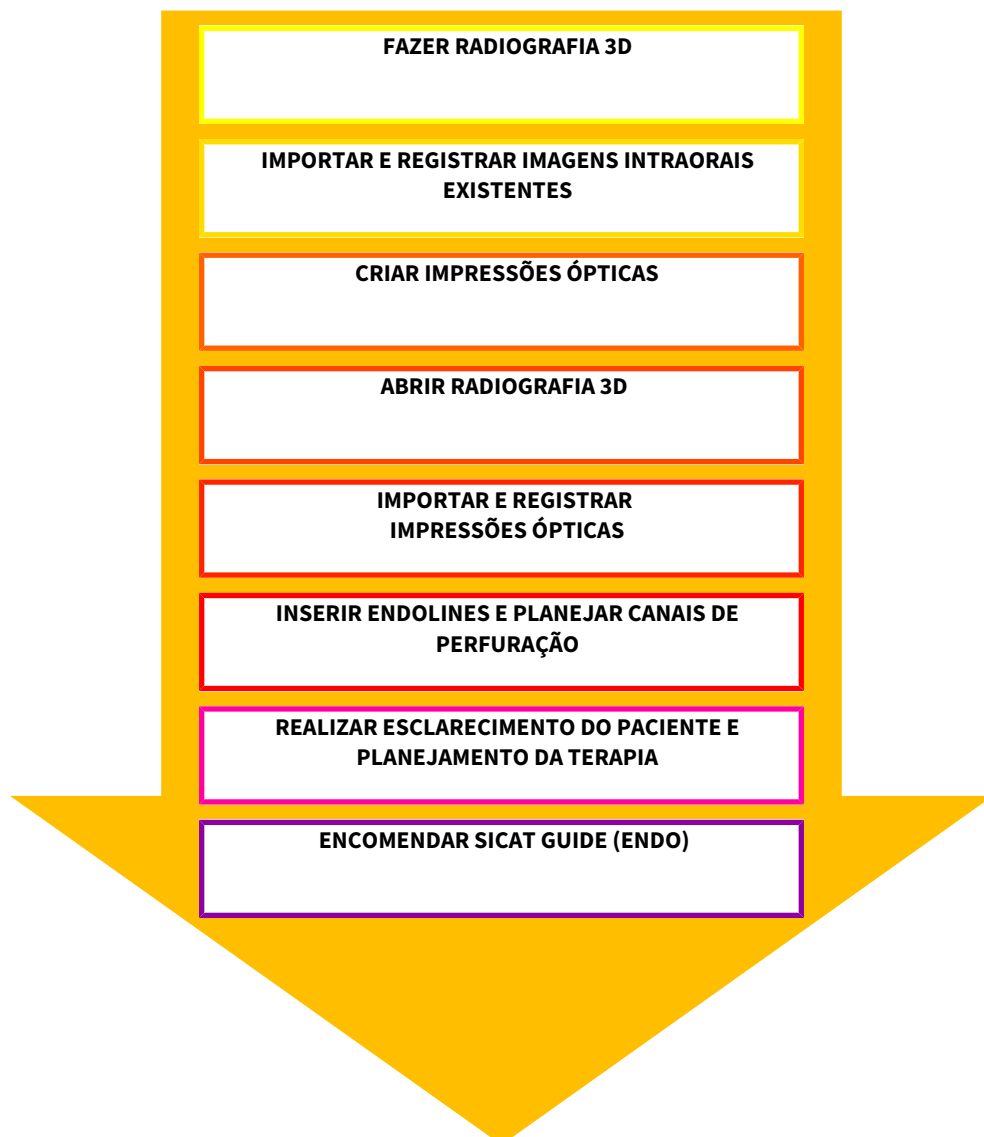 FAZER RADIOGRAFIA 3D
IMPORTAR E REGISTRAR IMAGENS INTRAORAIS
EXISTENTES
CRIAR IMPRESSÕES ÓPTICAS
ABRIR RADIOGRAFIA 3D
IMPORTAR E REGISTRAR
IMPRESSÕES ÓPTICAS
INSERIR ENDOLINES E PLANEJAR CANAIS DE
PERFURAÇÃO
REALIZAR ESCLARECIMENTO DO PACIENTE E
PLANEJAMENTO DA TERAPIA
ENCOMENDAR SICAT GUIDE (ENDO)